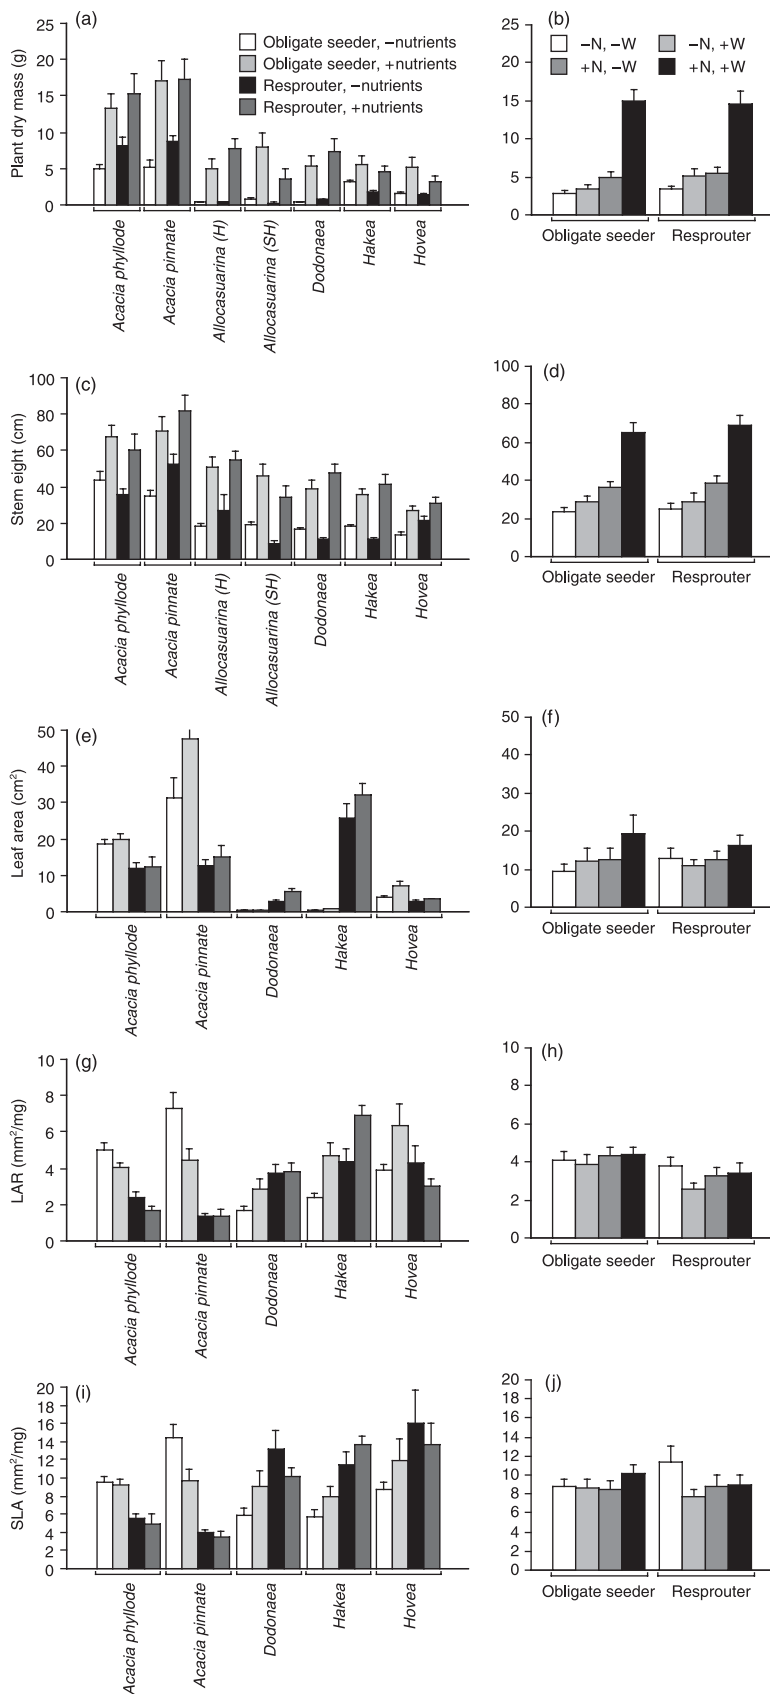 (a)
Plant dry mass (g)
25
20
15
10
5
0
Obligate seeder, –nutrients
Obligate seeder, +nutrients
Resprouter, –nutrients
Resprouter, +nutrients
Acacia phyllode
Acacia pinnate
Allocasuarina (H)
Allocasuarina (SH)
Dodonaea
Hakea
Hovea
(b)
25
20
15
10
5
0
–N, –W
–N, +W
+N, –W
+N, +W
Obligate seeder
Resprouter
(c)
Stem eight (cm)
100
80
60
40
20
0
Acacia phyllode
Acacia pinnate
Allocasuarina (H)
Allocasuarina (SH)
Dodonaea
Hakea
Hovea
(d)
100
80
60
40
20
0
Obligate seeder
Resprouter
(e)
Leaf area (cm²)
50
40
30
20
10
0
Acacia phyllode
Acacia pinnate
Dodonaea
Hakea
Hovea
(f)
50
40
30
20
10
0
Obligate seeder
Resprouter
(g)
LAR (mm²/mg)
10
8
6
4
2
0
Acacia phyllode
Acacia pinnate
Dodonaea
Hakea
Hovea
(h)
10
8
6
4
2
0
Obligate seeder
Resprouter
(i)
SLA (mm²/mg)
20
18
16
14
12
10
8
6
4
2
0
Acacia phyllode
Acacia pinnate
Dodonaea
Hakea
Hovea
(j)
20
18
16
14
12
10
8
6
4
2
0
Obligate seeder
Resprouter